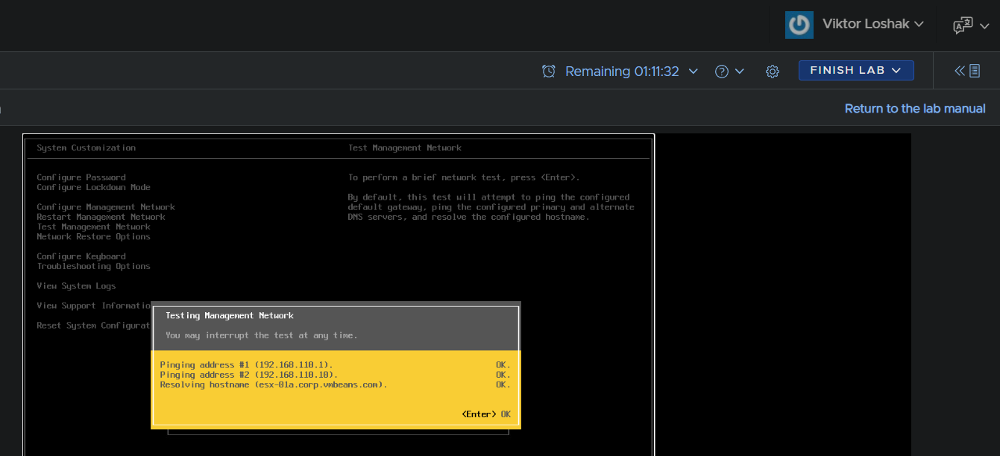 Viktor Loshak
Remaining 01:11:32
FINISH LAB
Return to the lab manual
System Customization
Test Management Network
Configure Password
Configure Lockdown Mode
Configure Management Network
Restart Management Network
Test Management Network
Network Restore Options
Configure Keyboard
Troubleshooting Options
View System Logs
View Support Informatio
Reset System Configurat
To perform a brief network test, press <Enter>.
By default, this test will attempt to ping the configured
default gateway, ping the configured primary and alternate
DNS servers, and resolve the configured hostname.
Testing Management Network
You may interrupt the test at any time.
Pinging address #1 (192.168.110.1). OK.
Pinging address #2 (192.168.110.10). OK.
Resolving hostname (esx-01a.corp.vmbeans.com). OK.
<Enter> OK